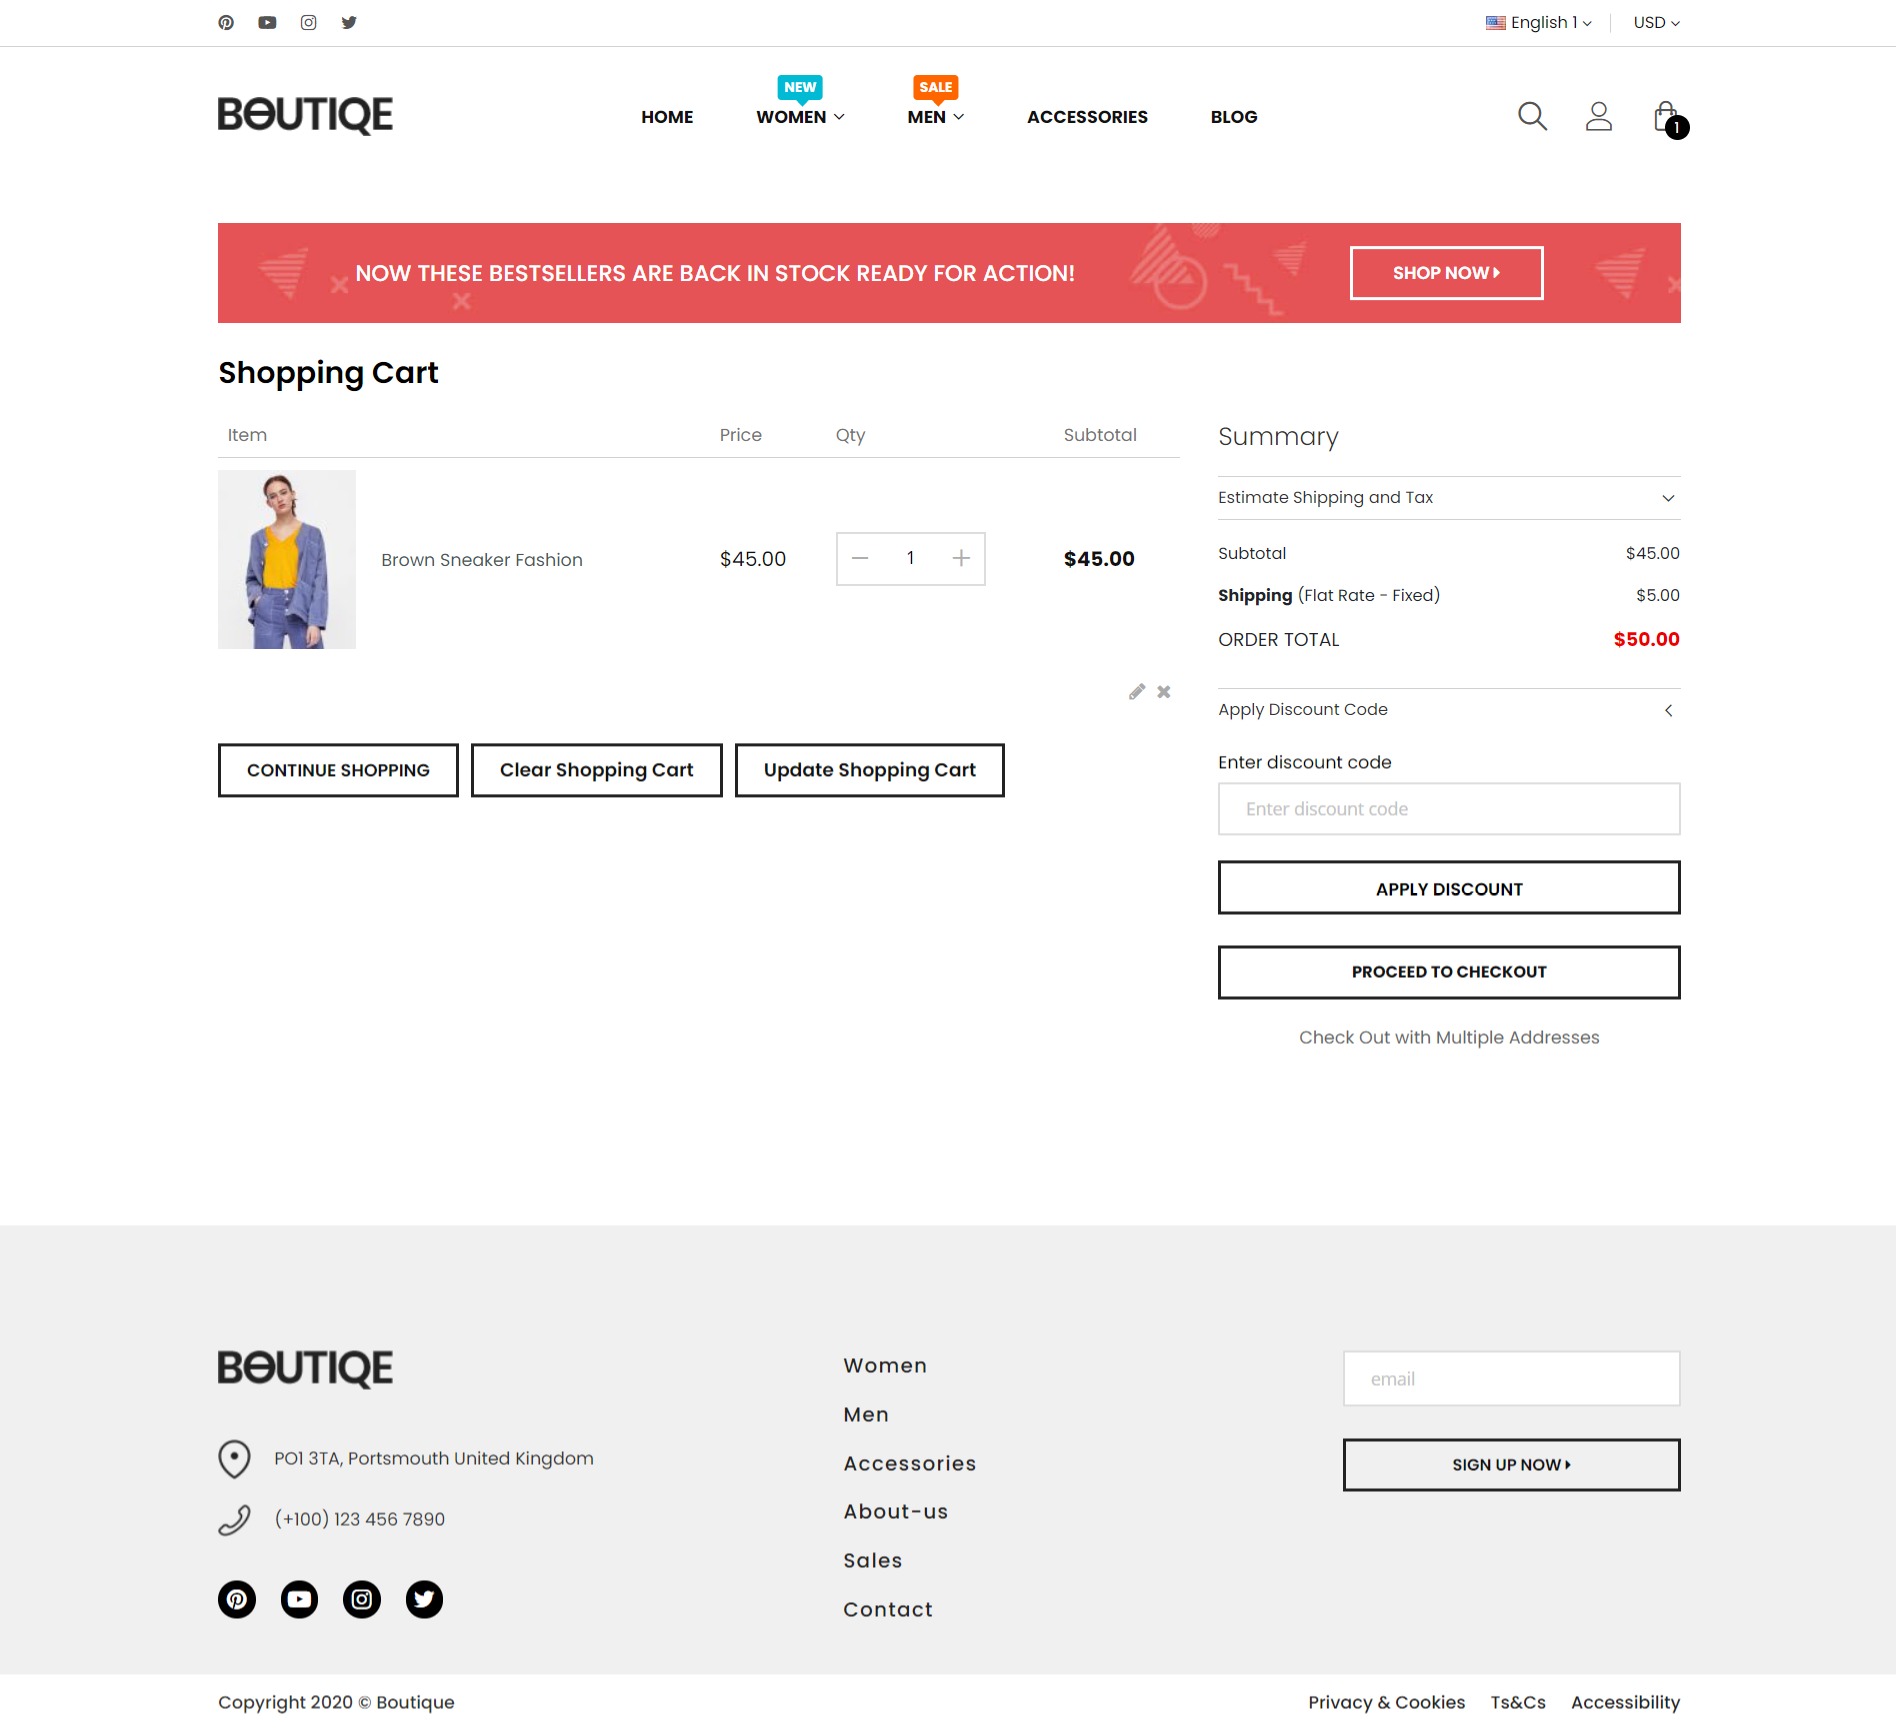 English 1
USD
BOUTIQE
NEW
SALE
HOME
WOMEN
MEN
ACCESSORIES
BLOG
1
NOW THESE BESTSELLERS ARE BACK IN STOCK READY FOR ACTION!
SHOP NOW
Shopping Cart
Item
Price
Qty
Subtotal
Brown Sneaker Fashion
$45.00
1
$45.00
CONTINUE SHOPPING
Clear Shopping Cart
Update Shopping Cart
Summary
Estimate Shipping and Tax
Subtotal $45.00
Shipping (Flat Rate - Fixed) $5.00
ORDER TOTAL $50.00
Apply Discount Code
Enter discount code
Enter discount code
APPLY DISCOUNT
PROCEED TO CHECKOUT
Check Out with Multiple Addresses
BOUTIQE
PO1 3TA, Portsmouth United Kingdom
(+100) 123 456 7890
Women
Men
Accessories
About-us
Sales
Contact
email
SIGN UP NOW
Copyright 2020 © Boutique
Privacy & Cookies
Ts&Cs
Accessibility